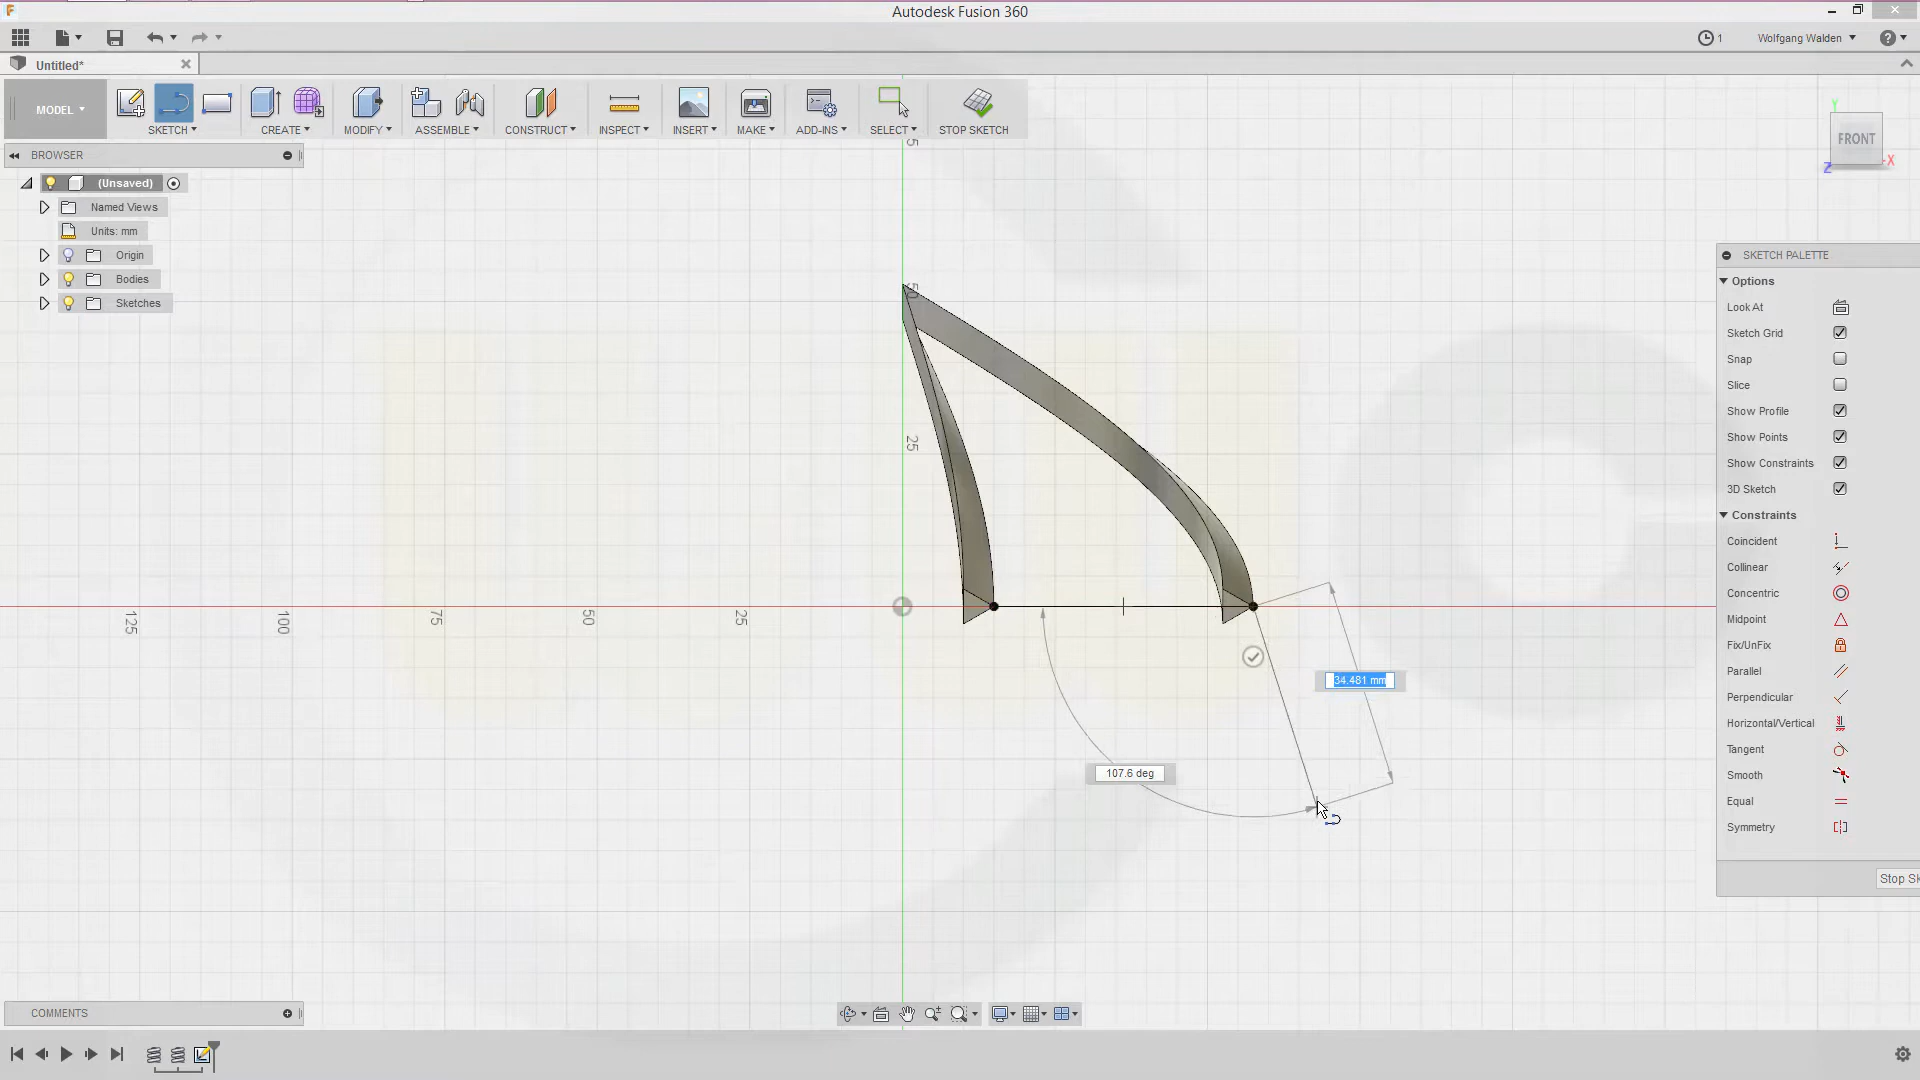 Autodesk Fusion 360
1
Wolfgang Walden
Untitled*
MODEL
SKETCH
CREATE
MODIFY
ASSEMBLE
CONSTRUCT
INSPECT
INSERT
MAKE
ADD-INS
SELECT
STOP SKETCH
BROWSER
(Unsaved)
Named Views
Units: mm
Origin
Bodies
Sketches
Y
FRONT
X
Z
5
50
25
125
100
75
50
25
34.481 mm
107.6 deg
SKETCH PALETTE
Options
Look At
Sketch Grid
Snap
Slice
Show Profile
Show Points
Show Constraints
3D Sketch
Constraints
Coincident
Collinear
Concentric
Midpoint
Fix/UnFix
Parallel
Perpendicular
Horizontal/Vertical
Tangent
Smooth
Equal
Symmetry
Stop Sk
COMMENTS